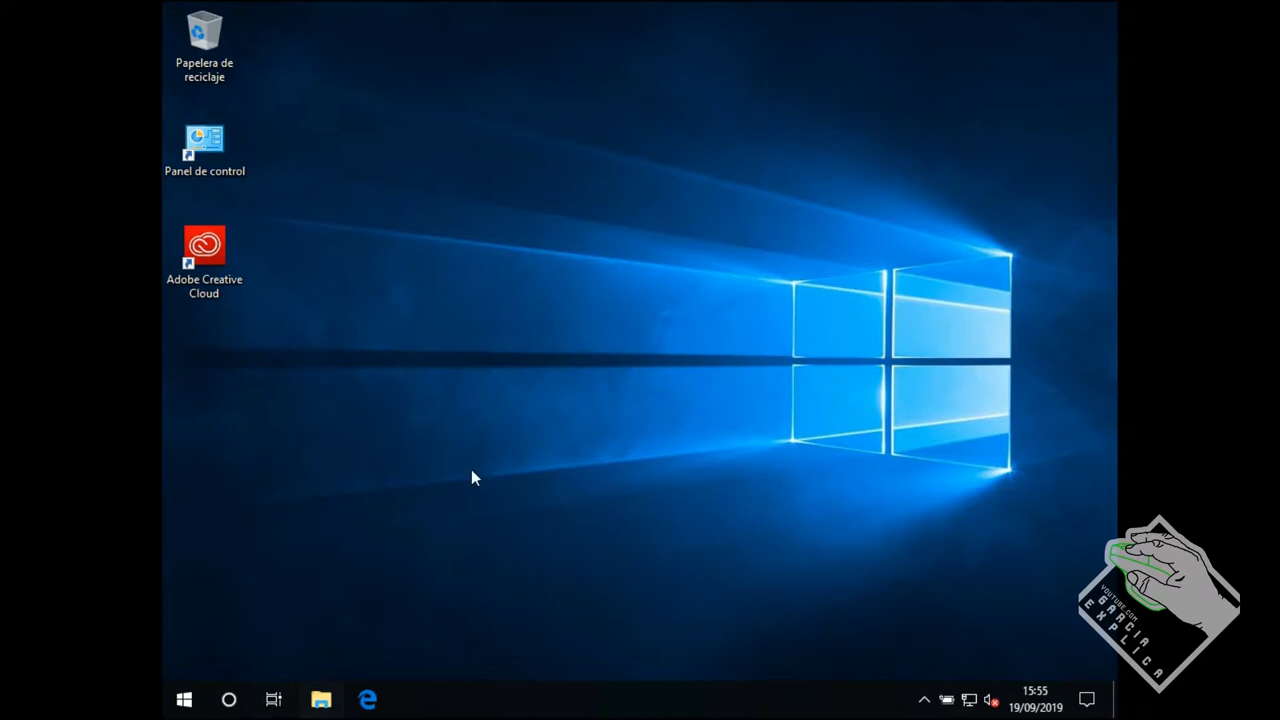 Papelera de
reciclaje
Panel de control
Adobe Creative
Cloud
15:55
19/09/2019
YOUTUBE.COM
GARCIA
EXPLICA